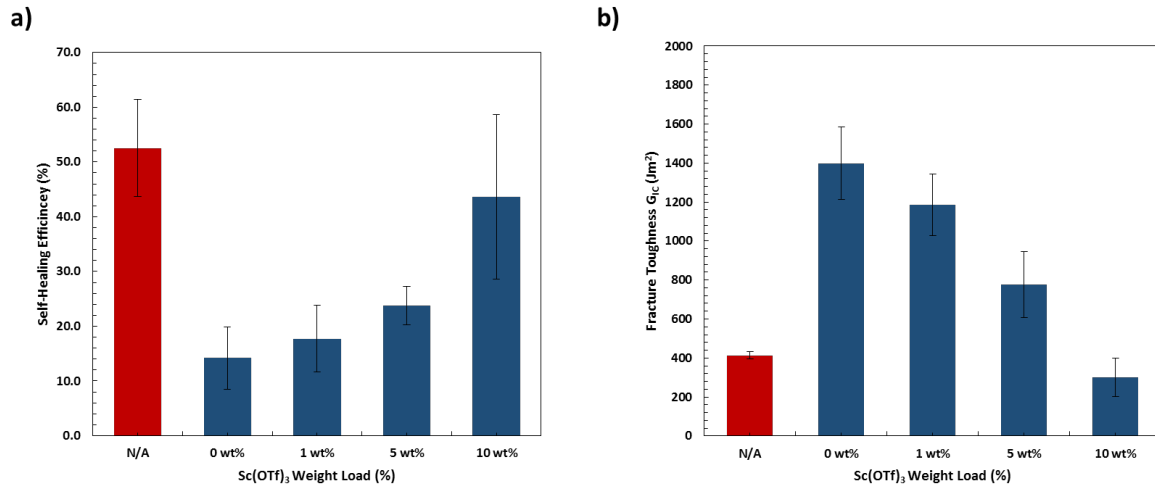 a)
Self-Healing Efficincey (%)
70.0
60.0
50.0
40.0
30.0
20.0
10.0
0.0
N/A 0 wt% 1 wt% 5 wt% 10 wt%
Sc(OTf)₃ Weight Load (%)
b)
Fracture Toughness G_IC (Jm²)
2000
1800
1600
1400
1200
1000
800
600
400
200
0
N/A 0 wt% 1 wt% 5 wt% 10 wt%
Sc(OTf)₃ Weight Load (%)